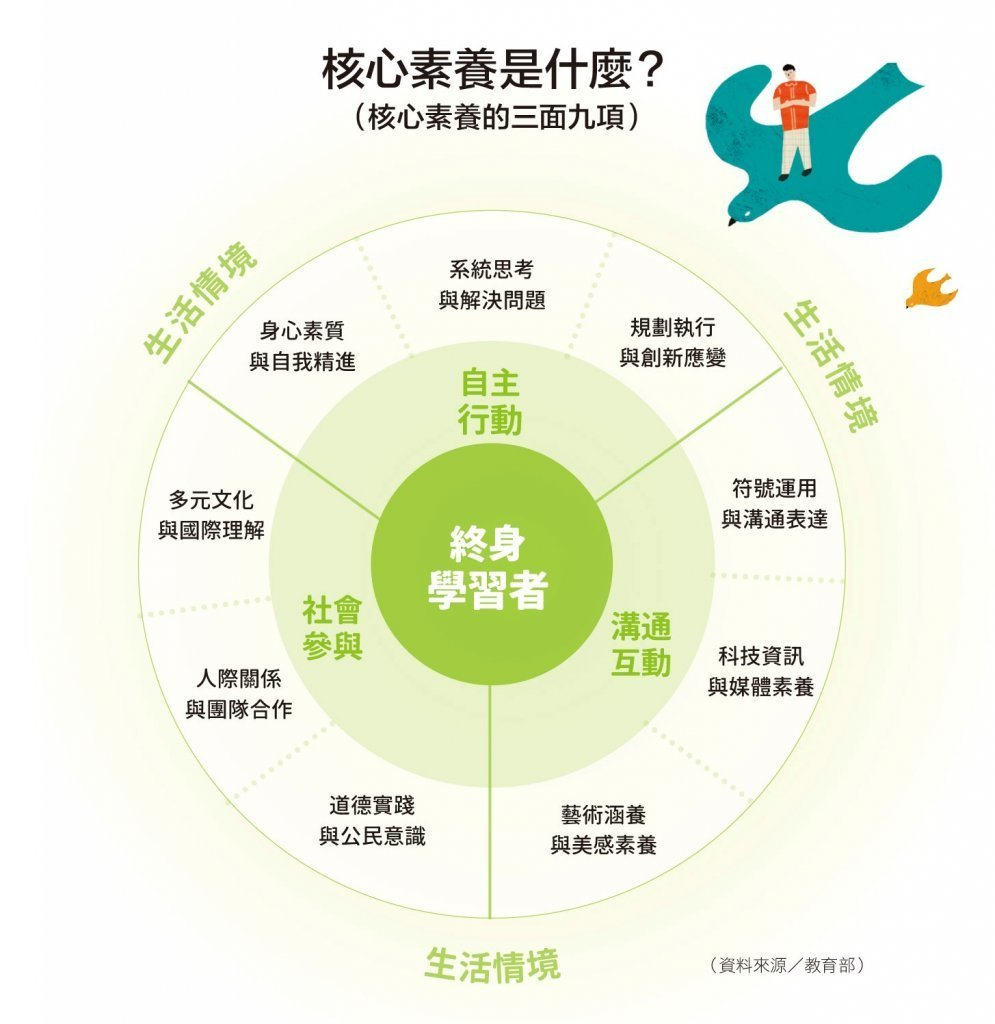 核心素養是什麼？
（核心素養的三面九項）
生活情境
生活情境
系統思考
與解決問題
身心素質
與自我精進
規劃執行
與創新應變
自主
行動
多元文化
與國際理解
符號運用
與溝通表達
終身
學習者
社會
參與
溝通
互動
人際關係
與團隊合作
科技資訊
與媒體素養
道德實踐
與公民意識
藝術涵養
與美感素養
生活情境
（資料來源／教育部）